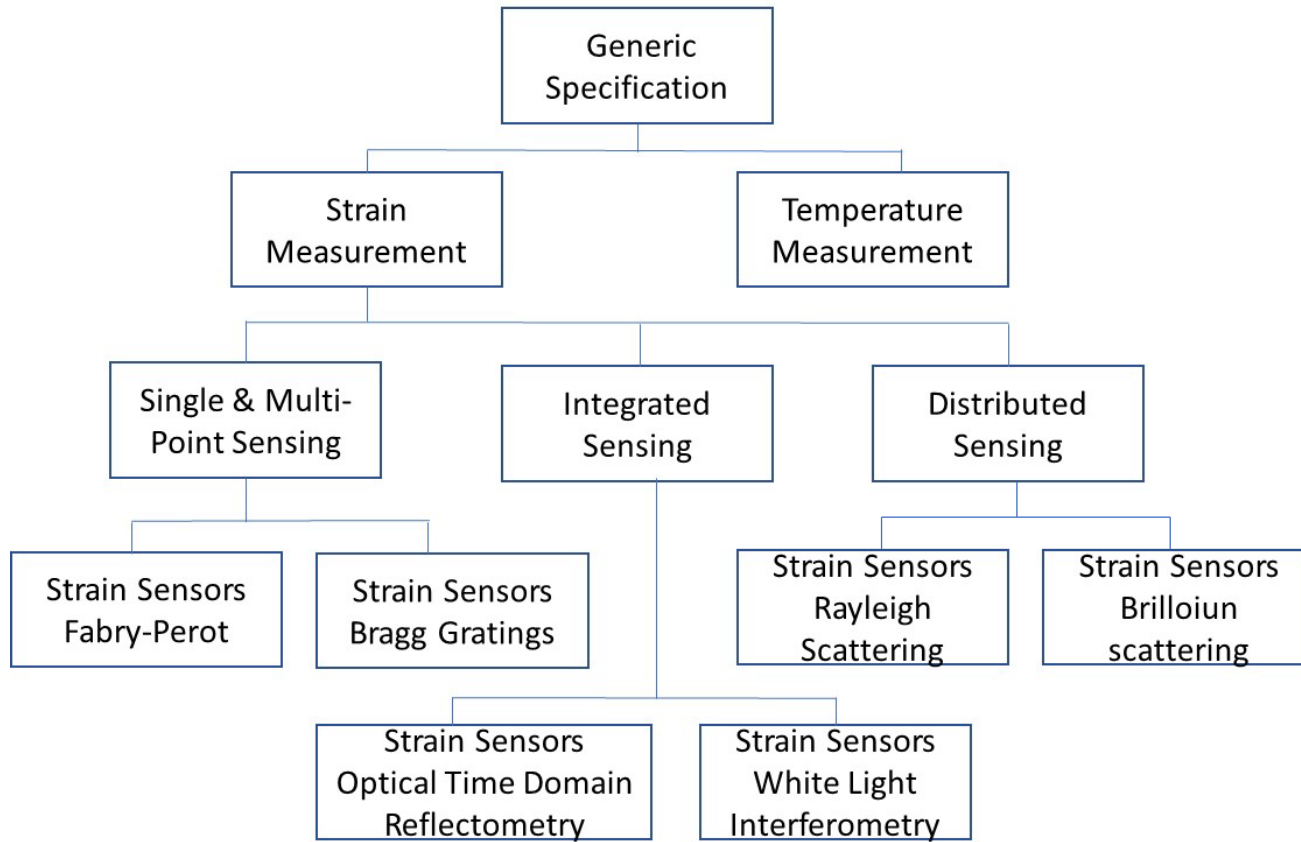 Generic
Specification
Strain
Measurement
Temperature
Measurement
Single & Multi-
Point Sensing
Integrated
Sensing
Distributed
Sensing
Strain Sensors
Fabry-Perot
Strain Sensors
Bragg Gratings
Strain Sensors
Rayleigh
Scattering
Strain Sensors
Brilloiun
scattering
Strain Sensors
Optical Time Domain
Reflectometry
Strain Sensors
White Light
Interferometry